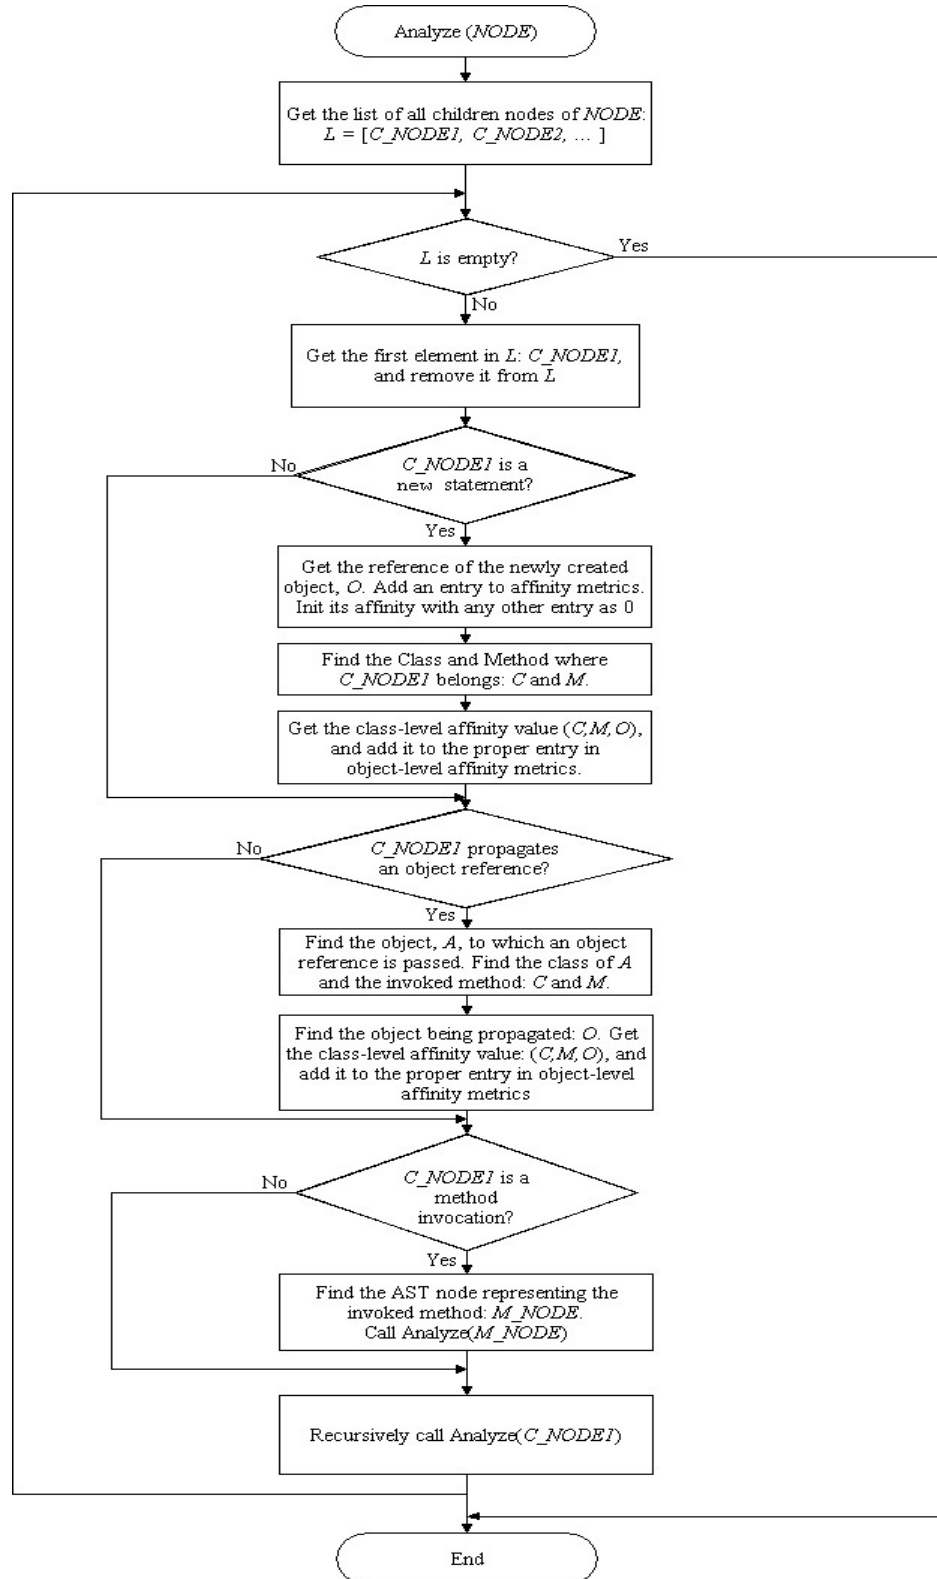 Analyze (NODE)
Get the list of all children nodes of NODE:
L = [C_NODE1, C_NODE2, ... ]
L is empty?
Yes
No
Get the first element in L: C_NODE1,
and remove it from L
No
C_NODE1 is a
new statement?
Yes
Get the reference of the newly created
object, O. Add an entry to affinity metrics.
Init its affinity with any other entry as 0
Find the Class and Method where
C_NODE1 belongs: C and M.
Get the class-level affinity value (C,M,O),
and add it to the proper entry in
object-level affinity metrics.
No
C_NODE1 propagates
an object reference?
Yes
Find the object, A, to which an object
reference is passed. Find the class of A
and the invoked method: C and M.
Find the object being propagated: O. Get
the class-level affinity value: (C,M,O), and
add it to the proper entry in object-level
affinity metrics
No
C_NODE1 is a
method
invocation?
Yes
Find the AST node representing the
invoked method: M_NODE.
Call Analyze(M_NODE)
Recursively call Analyze(C_NODE1)
End